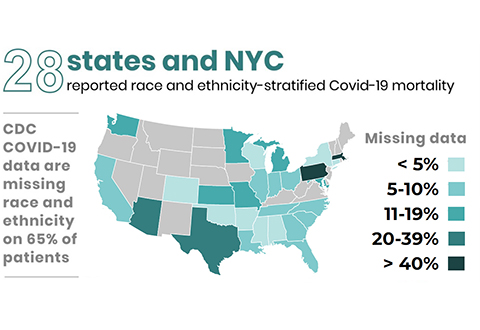 28 states and NYC
reported race and ethnicity-stratified Covid-19 mortality
CDC
COVID-19
data are
missing
race and
ethnicity
on 65% of
patients
Missing data
< 5%
5-10%
11-19%
20-39%
> 40%